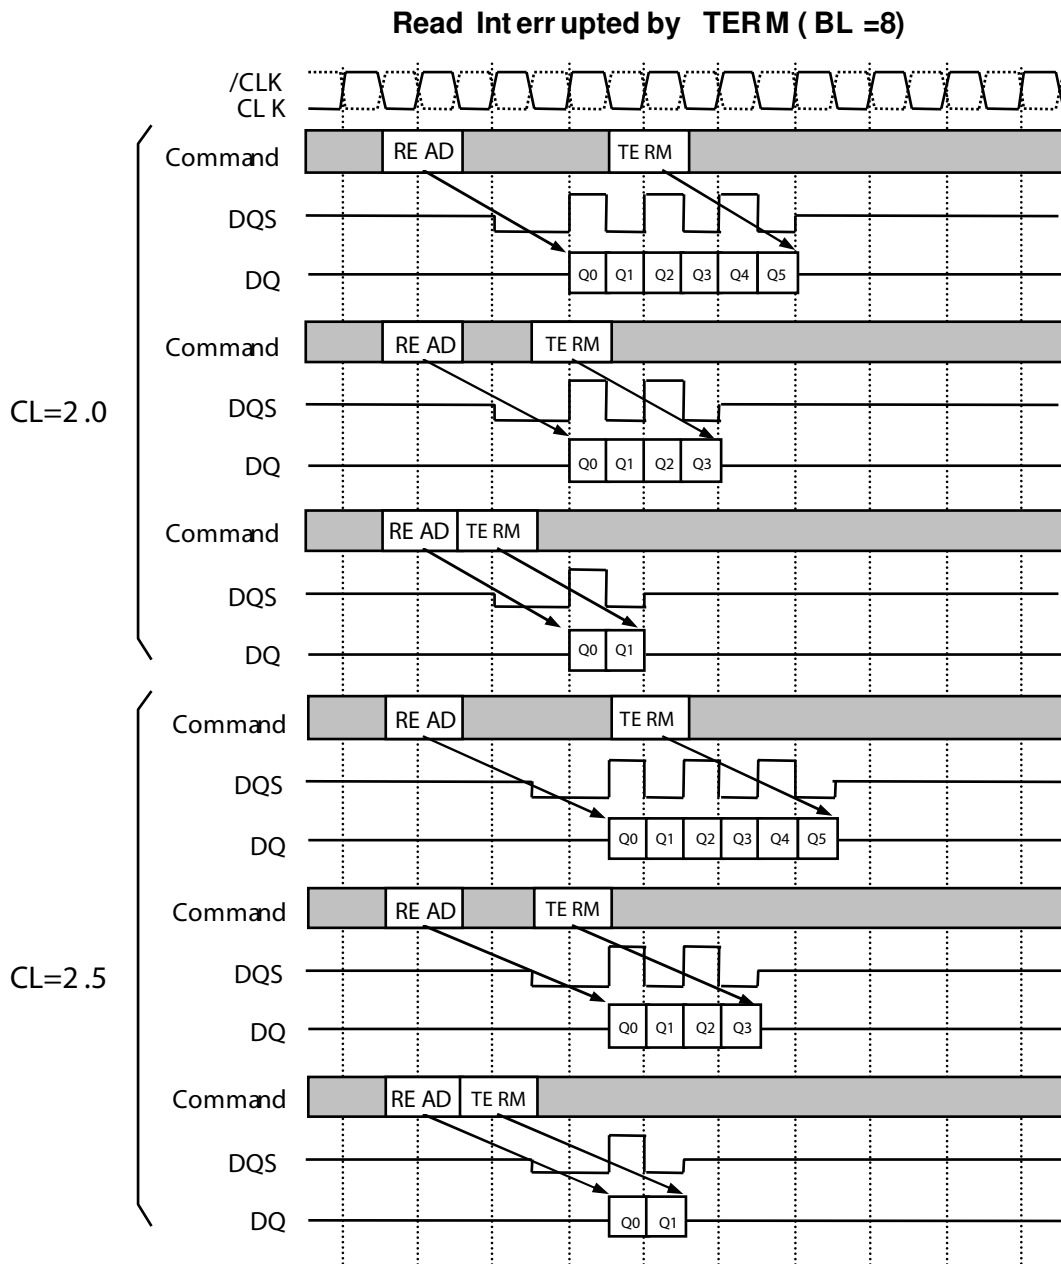 Read Interrupted by TERM (BL =8)
/CLK
CLK
Command READ TERM
DQS
DQ Q0 Q1 Q2 Q3 Q4 Q5
Command READ TERM
CL=2.0
DQS
DQ Q0 Q1 Q2 Q3
Command READ TERM
DQS
DQ Q0 Q1
Command READ TERM
DQS
DQ Q0 Q1 Q2 Q3 Q4 Q5
Command READ TERM
CL=2.5
DQS
DQ Q0 Q1 Q2 Q3
Command READ TERM
DQS
DQ Q0 Q1